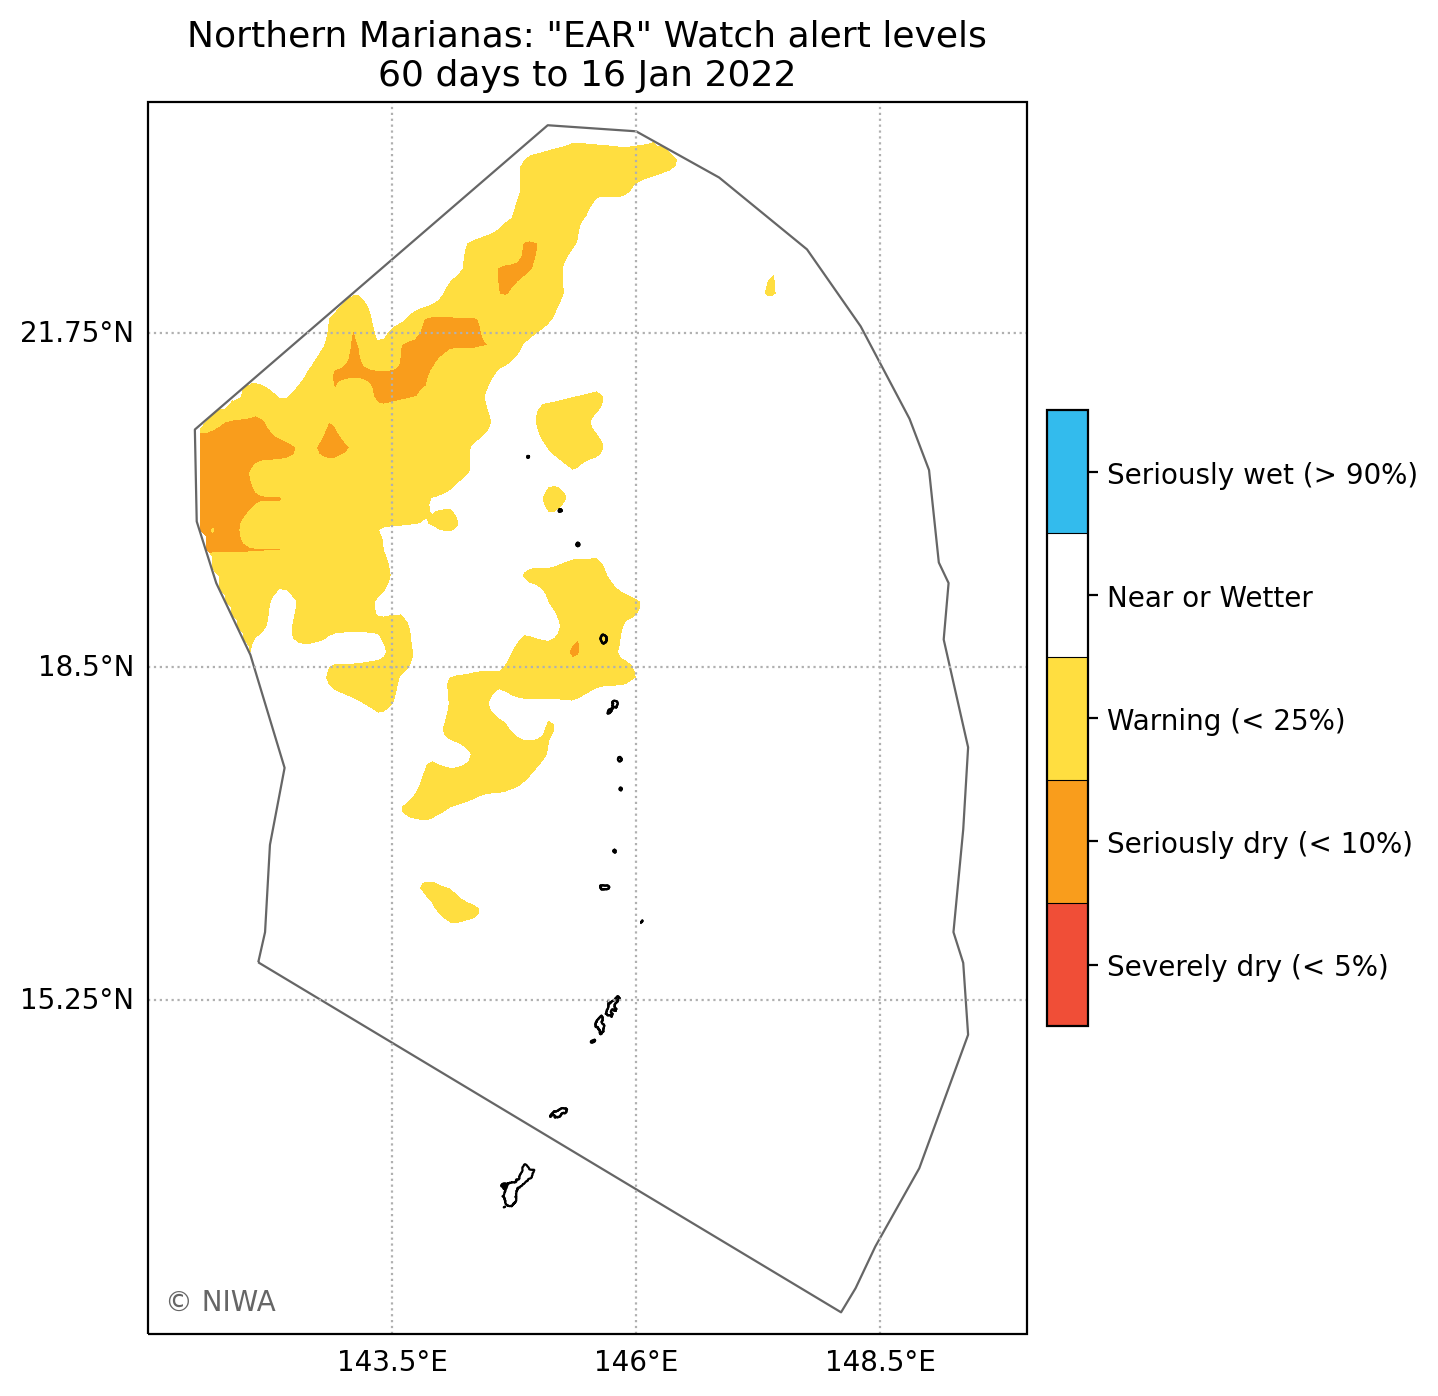 Northern Marianas: "EAR" Watch alert levels
60 days to 16 Jan 2022
21.75°N
18.5°N
15.25°N
143.5°E
146°E
148.5°E
Seriously wet (> 90%)
Near or Wetter
Warning (< 25%)
Seriously dry (< 10%)
Severely dry (< 5%)
© NIWA